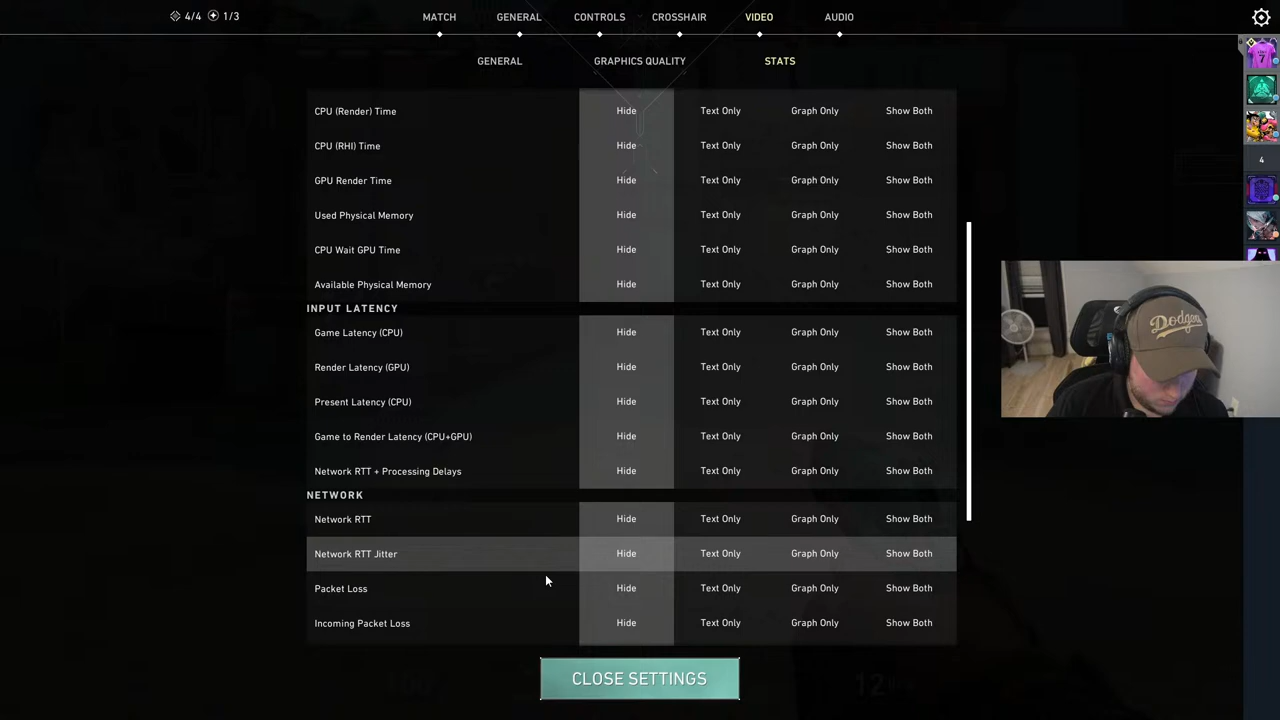 4/4 1/3 MATCH GENERAL CONTROLS CROSSHAIR VIDEO AUDIO
GENERAL GRAPHICS QUALITY STATS
CPU (Render) Time Hide Text Only Graph Only Show Both
CPU (RHI) Time Hide Text Only Graph Only Show Both
GPU Render Time Hide Text Only Graph Only Show Both
Used Physical Memory Hide Text Only Graph Only Show Both
CPU Wait GPU Time Hide Text Only Graph Only Show Both
Available Physical Memory Hide Text Only Graph Only Show Both
INPUT LATENCY
Game Latency (CPU) Hide Text Only Graph Only Show Both
Render Latency (GPU) Hide Text Only Graph Only Show Both
Present Latency (CPU) Hide Text Only Graph Only Show Both
Game to Render Latency (CPU+GPU) Hide Text Only Graph Only Show Both
Network RTT + Processing Delays Hide Text Only Graph Only Show Both
NETWORK
Network RTT Hide Text Only Graph Only Show Both
Network RTT Jitter Hide Text Only Graph Only Show Both
Packet Loss Hide Text Only Graph Only Show Both
Incoming Packet Loss Hide Text Only Graph Only Show Both
CLOSE SETTINGS
12
7
4
Dodgers